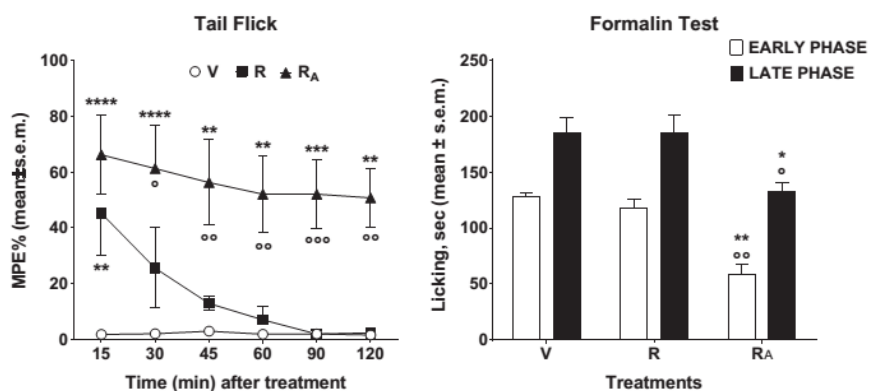 Tail Flick
MPE% (mean±s.e.m.)
100
80
60
40
20
0
V R RA
**** **** ** ** *** **
° °° °° °°° °°
**
15 30 45 60 90 120
Time (min) after treatment
Formalin Test
EARLY PHASE
LATE PHASE
Licking, sec (mean ± s.e.m.)
250
200
150
100
50
0
*
°
**
°°
V R RA
Treatments